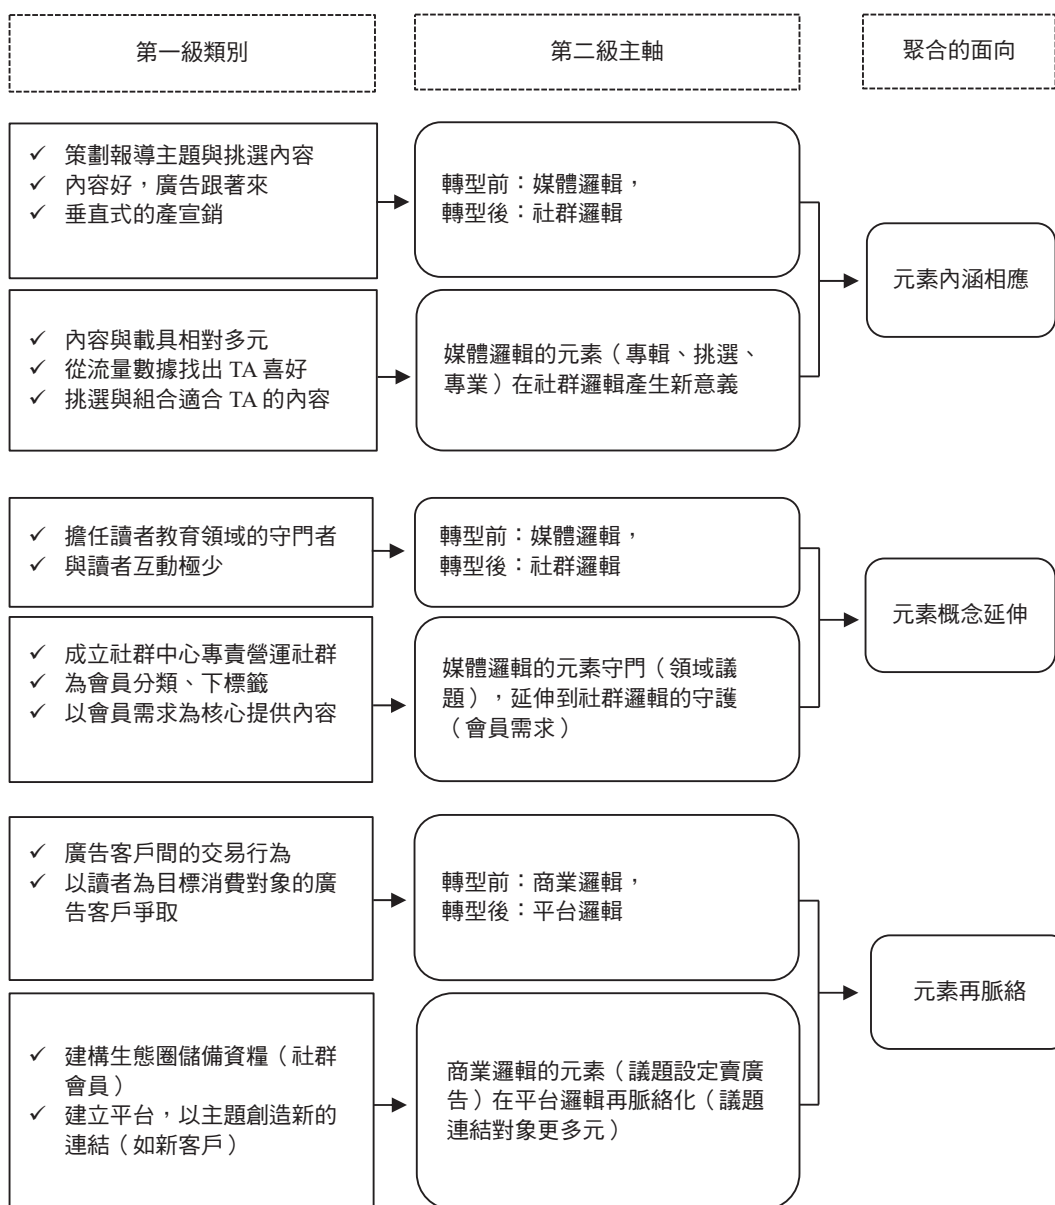 第一級類別
第二級主軸
聚合的面向
✓ 策劃報導主題與挑選內容
✓ 內容好，廣告跟著來
✓ 垂直式的產宣銷
轉型前：媒體邏輯，
轉型後：社群邏輯
元素內涵相應
✓ 內容與載具相對多元
✓ 從流量數據找出 TA 喜好
✓ 挑選與組合適合 TA 的內容
媒體邏輯的元素（專輯、挑選、
專業）在社群邏輯產生新意義
✓ 擔任讀者教育領域的守門者
✓ 與讀者互動極少
轉型前：媒體邏輯，
轉型後：社群邏輯
元素概念延伸
✓ 成立社群中心專責營運社群
✓ 為會員分類、下標籤
✓ 以會員需求為核心提供內容
媒體邏輯的元素守門（領域議
題），延伸到社群邏輯的守護
（會員需求）
✓ 廣告客戶間的交易行為
✓ 以讀者為目標消費對象的廣
告客戶爭取
轉型前：商業邏輯，
轉型後：平台邏輯
元素再脈絡
✓ 建構生態圈儲備資糧（社群
會員）
✓ 建立平台，以主題創造新的
連結（如新客戶）
商業邏輯的元素（議題設定賣廣
告）在平台邏輯再脈絡化（議題
連結對象更多元）